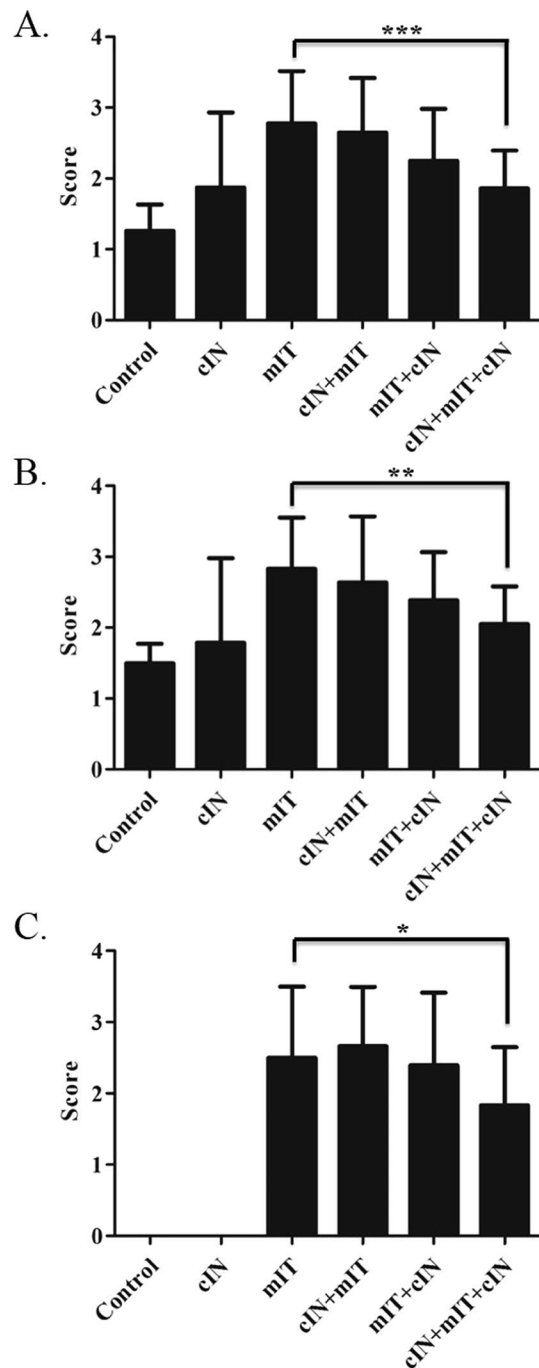 A.
***
4
3
2
1
0
Score
Control
cIN
mIT
cIN+mIT
mIT+cIN
cIN+mIT+cIN
B.
**
4
3
2
1
0
Score
Control
cIN
mIT
cIN+mIT
mIT+cIN
cIN+mIT+cIN
C.
*
4
3
2
1
0
Score
Control
cIN
mIT
cIN+mIT
mIT+cIN
cIN+mIT+cIN